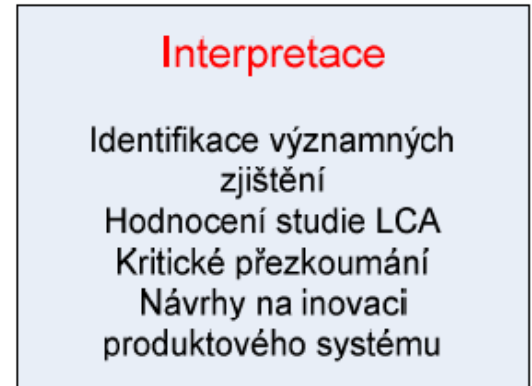 Interpretace
Identifikace významných
zjištění
Hodnocení studie LCA
Kritické přezkoumání
Návrhy na inovaci
produktového systému